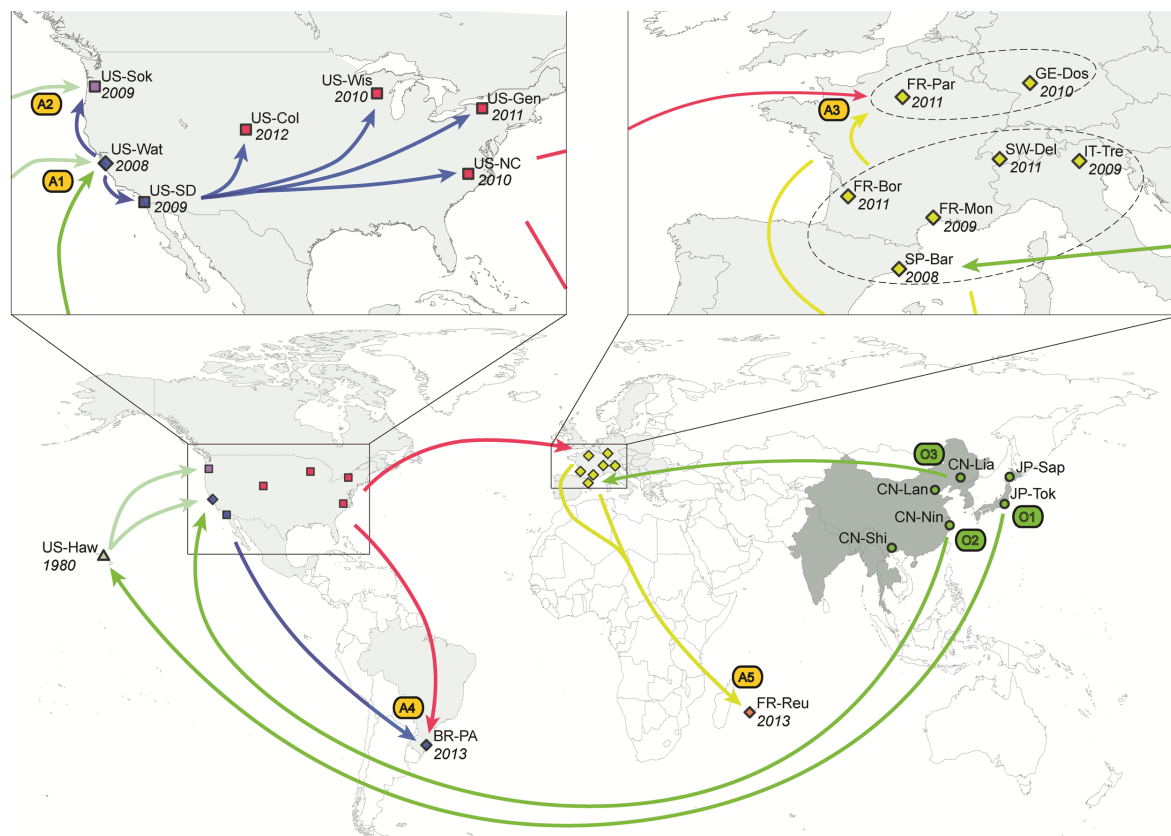 US-Sok
2009
A2
US-Wat
2008
A1
US-SD
2009
US-Col
2012
US-Wis
2010
US-Gen
2011
US-NC
2010
FR-Par
2011
GE-Dos
2010
A3
SW-Del
2011
IT-Tre
2009
FR-Bor
2011
FR-Mon
2009
SP-Bar
2008
US-Haw
1980
A4
BR-PA
2013
A5
FR-Reu
2013
O3
CN-Lia
JP-Sap
CN-Lan
JP-Tok
O1
CN-Nin
O2
CN-Shi